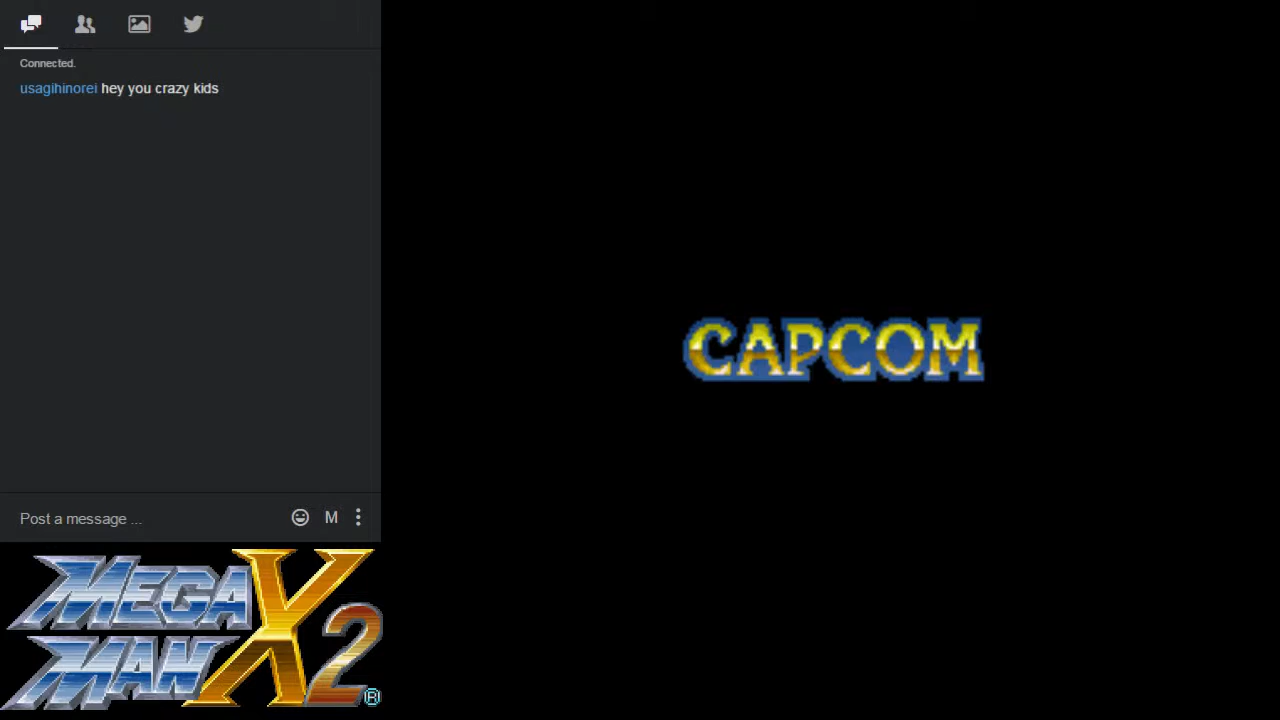 Connected.
usagihinorei hey you crazy kids
CAPCOM
Post a message ...
M
MEGA
MAN X2®